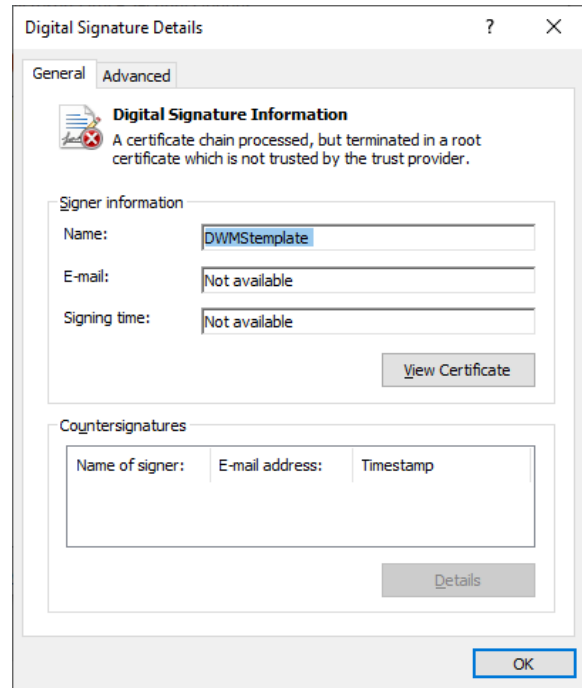 Digital Signature Details
?
General
Advanced
Digital Signature Information
A certificate chain processed, but terminated in a root
certificate which is not trusted by the trust provider.
Signer information
Name:
DWMStemplate
E-mail:
Not available
Signing time:
Not available
View Certificate
Countersignatures
Name of signer:
E-mail address:
Timestamp
Details
OK